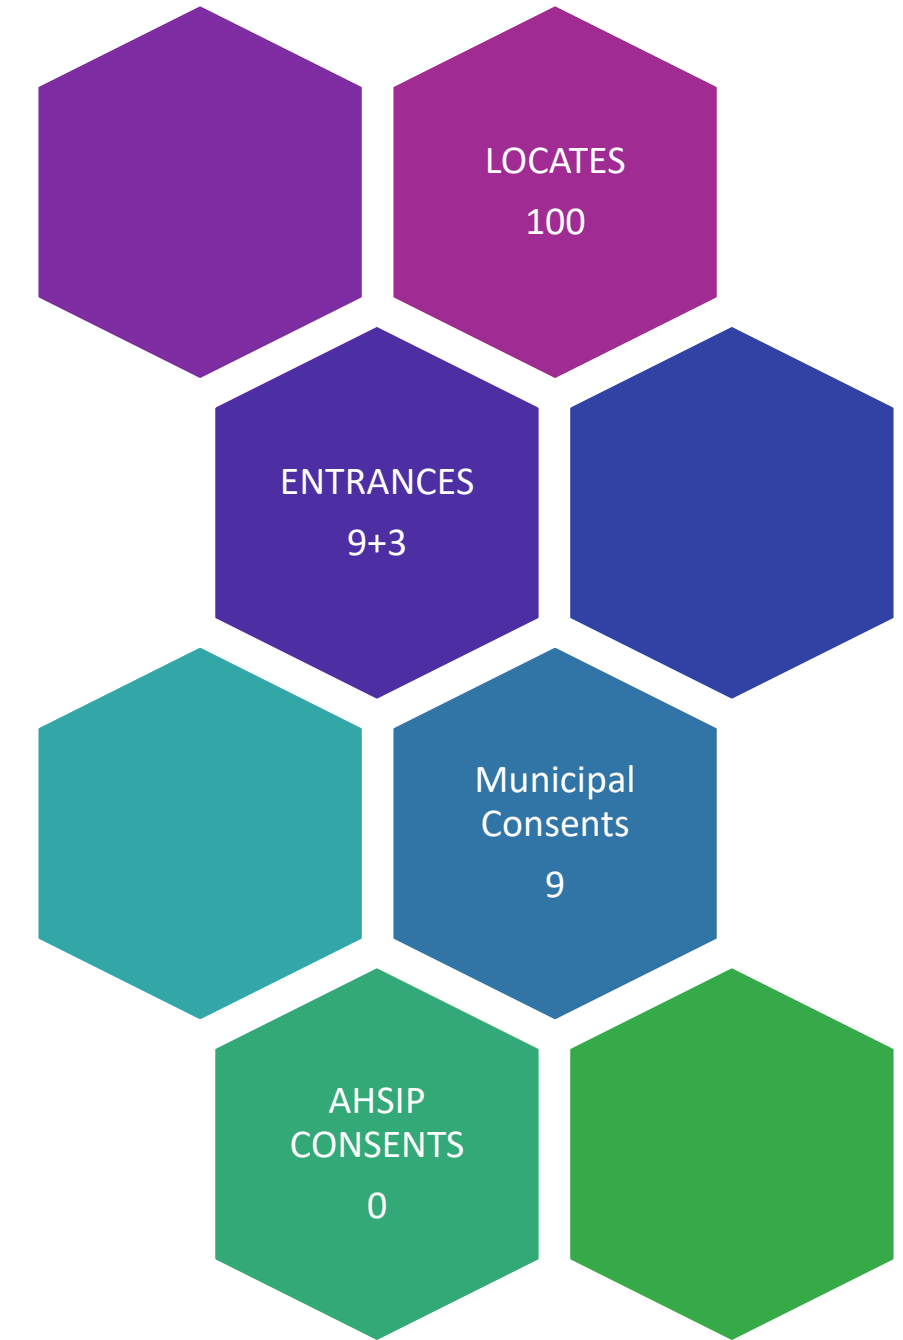 LOCATES
100
ENTRANCES
9+3
Municipal
Consents
9
AHSIP
CONSENTS
0